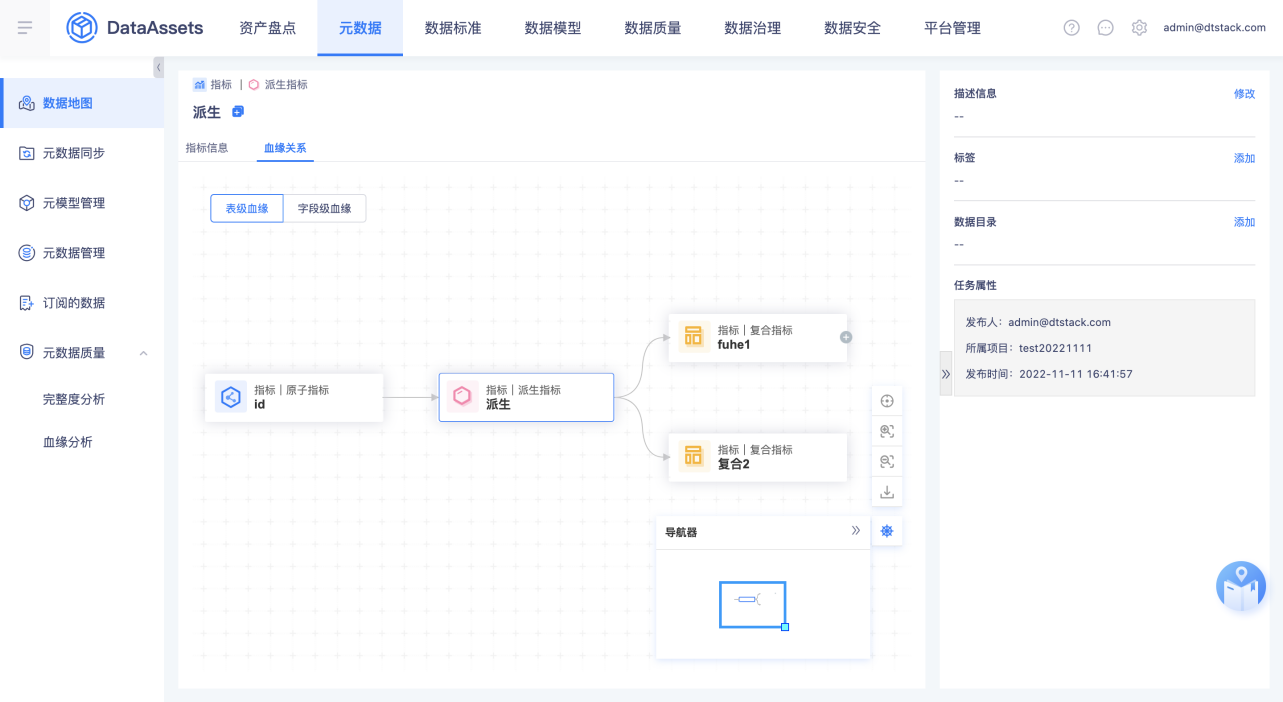 DataAssets 资产盘点 元数据 数据标准 数据模型 数据质量 数据治理 数据安全 平台管理 admin@dtstack.com
数据地图
元数据同步
元模型管理
元数据管理
订阅的数据
元数据质量
完整度分析
血缘分析
指标 | 派生指标
派生
指标信息 血缘关系
表级血缘 字段级血缘
指标 | 原子指标
id
指标 | 派生指标
派生
指标 | 复合指标
fuhe1
指标 | 复合指标
复合2
导航器
描述信息 修改
--
标签 添加
--
数据目录 添加
--
任务属性
发布人: admin@dtstack.com
所属项目: test20221111
发布时间: 2022-11-11 16:41:57